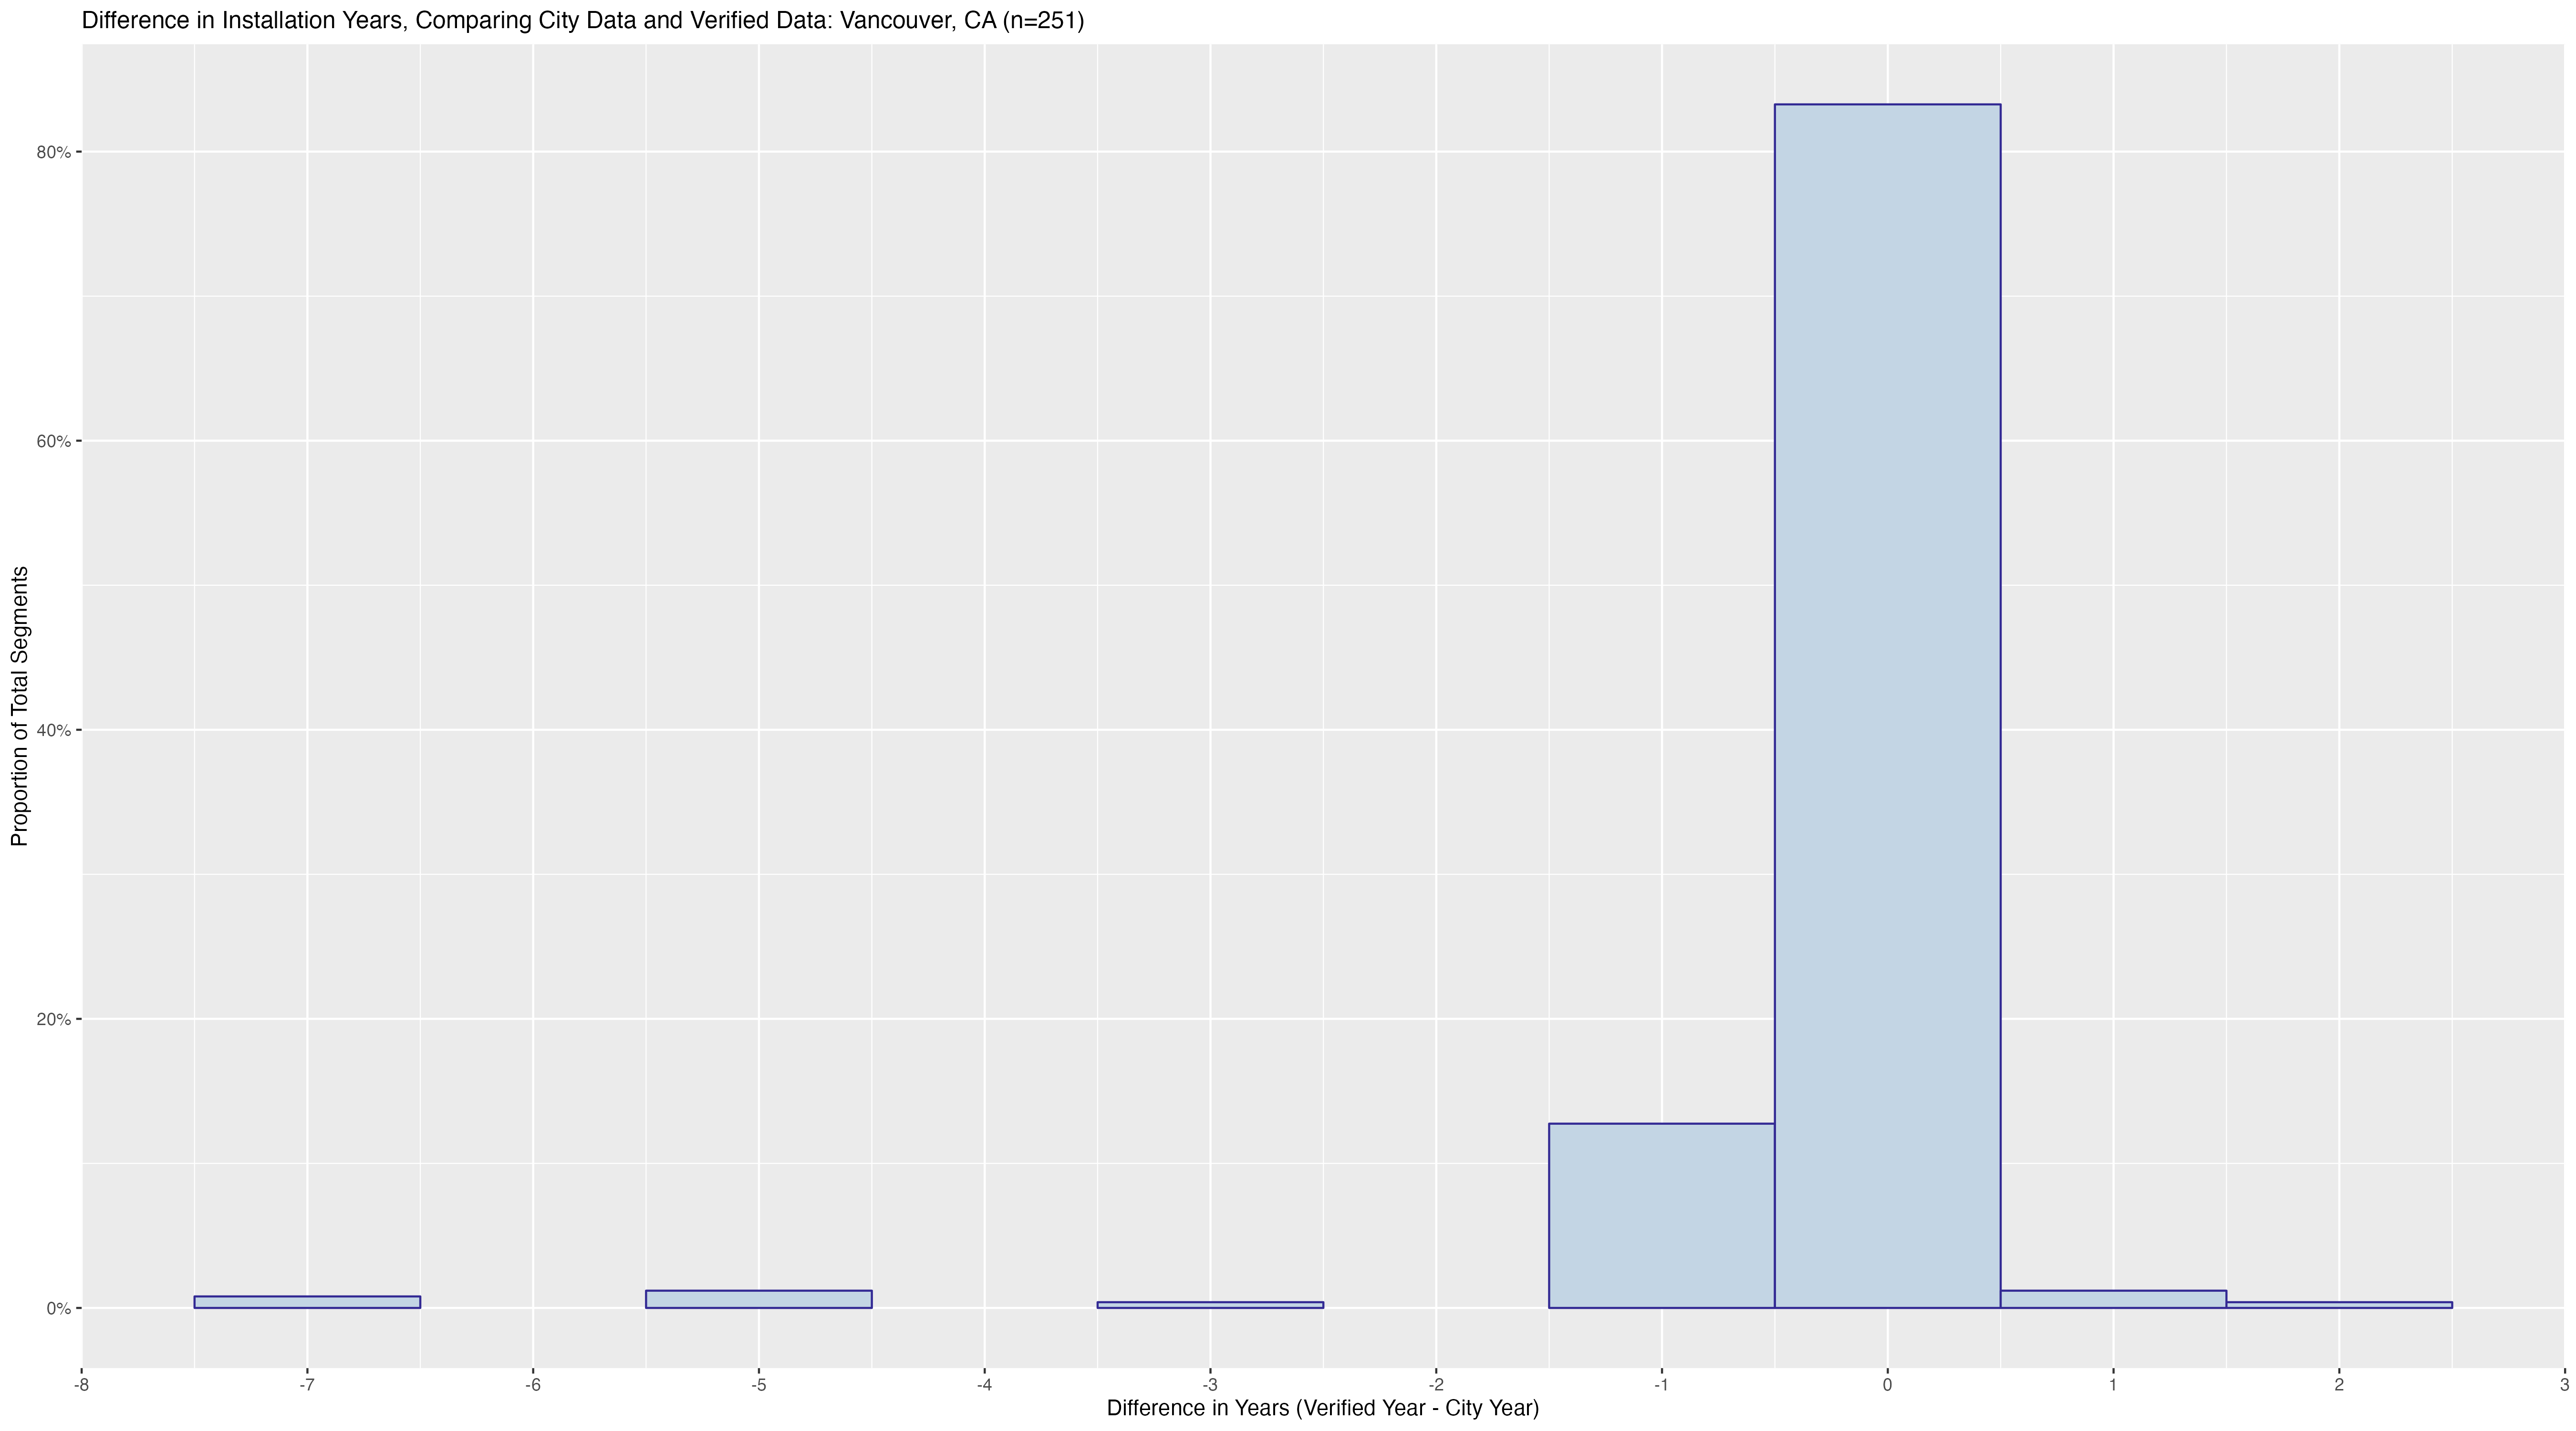 Difference in Installation Years, Comparing City Data and Verified Data: Vancouver, CA (n=251)
Proportion of Total Segments
80%
60%
40%
20%
0%
-8 -7 -6 -5 -4 -3 -2 -1 0 1 2 3
Difference in Years (Verified Year - City Year)